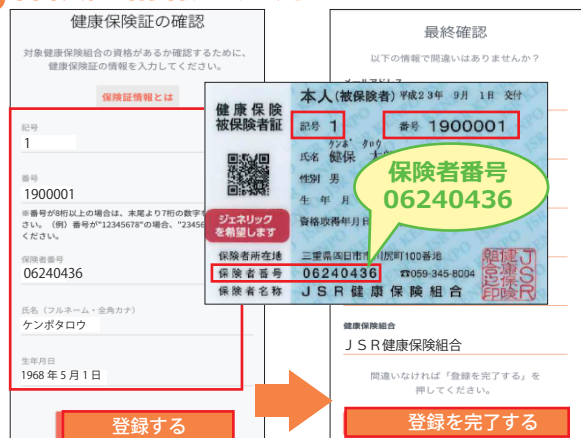 健康保険証の確認
対象健康保険組合の資格があるか確認するために、
健康保険証の情報を入力してください。
保険証情報とは
記号
1
番号
1900001
※番号が8桁以上の場合は、末尾より7桁の数字を
さい。（例）番号が"12345678"の場合、"23456
ください。
保険者番号
06240436
氏名（フルネーム・全角カナ）
ケンポタロウ
生年月日
1968年5月1日
登録する
最終確認
以下の情報で間違いはありませんか？
メールアドレス
健康保険
被保険者証
本人(被保険者) 平成23年 9月 1日 交付
記号 1 番号 1900001
ケンポ タロウ
氏名 健保
性別 男
生 年 月
資格取得年月日
ジェネリック
を希望します
保険者番号
06240436
保険者所在地 三重県四日市市川尻町100番地
保険者番号 06240436 ☎059-345-8004
保険者名称 JSR健康保険組合
健康保険組合
ＪＳＲ健康保険組合
間違いなければ「登録を完了する」を
押してください。
登録を完了する